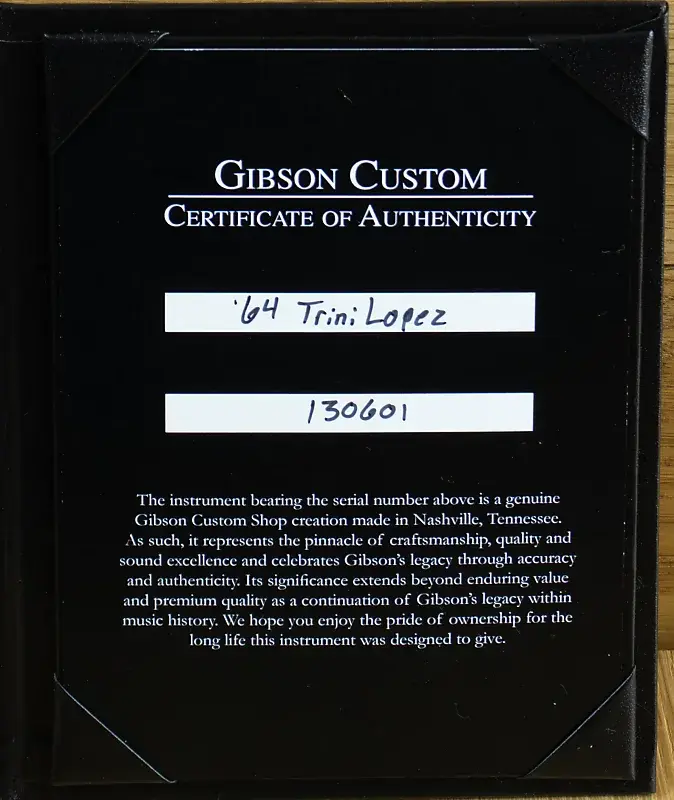 GIBSON CUSTOM
CERTIFICATE OF AUTHENTICITY
'64 Trini Lopez
130601
The instrument bearing the serial number above is a genuine
Gibson Custom Shop creation made in Nashville, Tennessee.
As such, it represents the pinnacle of craftsmanship, quality and
sound excellence and celebrates Gibson's legacy through accuracy
and authenticity. Its significance extends beyond enduring value
and premium quality as a continuation of Gibson's legacy within
music history. We hope you enjoy the pride of ownership for the
long life this instrument was designed to give.